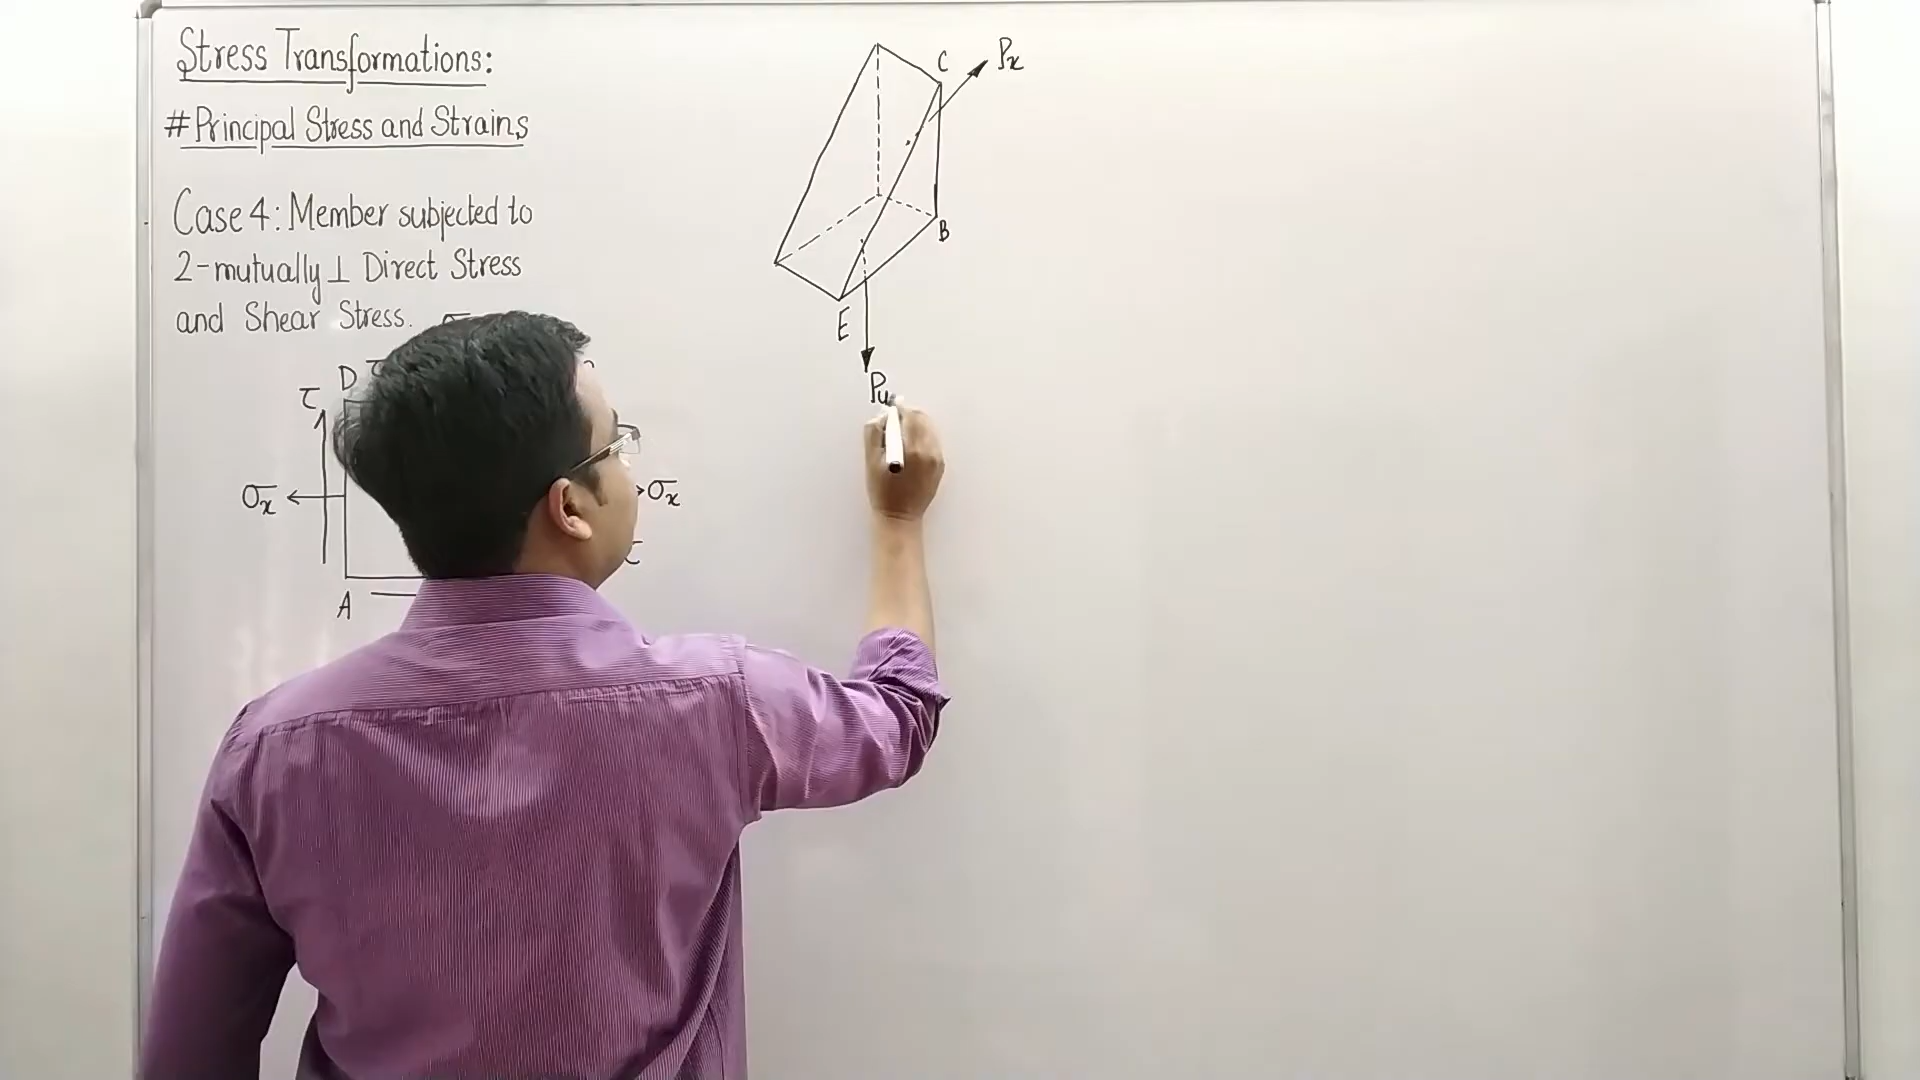 Stress Transformations:
# Principal Stress and Strains
Case 4: Member subjected to
2-mutually ⊥ Direct Stress
and Shear Stress.
D
τ
σx
σx
A
C
Px
B
E